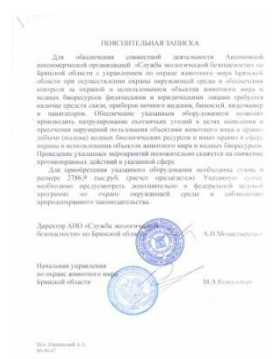 ПОЯСНИТЕЛЬНАЯ ЗАПИСКА
Для обеспечения совместной деятельности Автономной
некоммерческой организацией «Служба экологической безопасности» по
Брянской области с управлением по охране животного мира Брянской
области при осуществлении охраны окружающей среды и обеспечения
контроля за охраной и использованием объектов животного мира и
водных биоресурсов физическими и юридическими лицами требуется
наличие средств связи, приборов ночного видения, биноклей, видеокамер
и навигаторов. Обеспечение указанным оборудованием позволит
производить патрулирование охотничьих угодий в целях выявления и
пресечения нарушений пользования объектами животного мира и правил
добычи (вылова) водных биологических ресурсов и иных правил в сфере
охраны и использования объектов животного мира и водных биоресурсов.
Проведение указанных мероприятий положительно скажется на снижение
противоправных действий в указанной сфере.
Для приобретения указанного оборудования необходима сумма в
размере 2786,9 тыс.руб. (расчет прилагается). Указанную сумму
необходимо предусмотреть дополнительно в федеральной целевой
программе по охране окружающей среды и соблюдению
природоохранного законодательства.
Директор АНО «Служба экологической
безопасности» по Брянской области
А.Н.
Начальник управления
по охране животного мира
Брянской области
М.А.
Исп.
А.А.